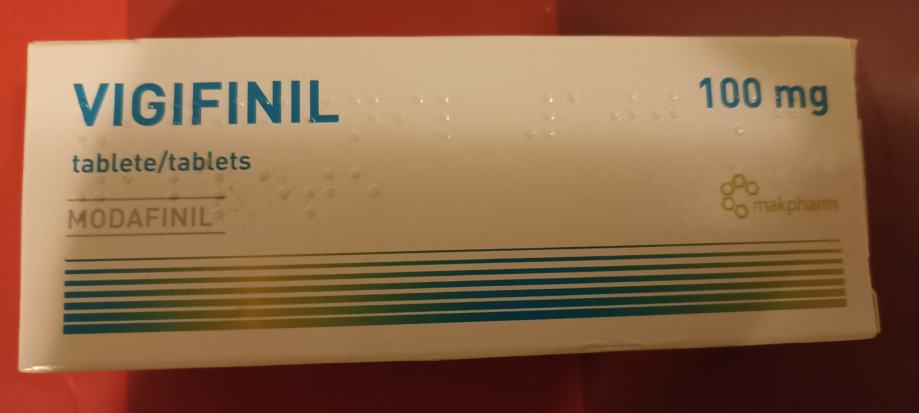 VIGIFINIL
100 mg
tablete/tablets
MODAFINIL
makpharm